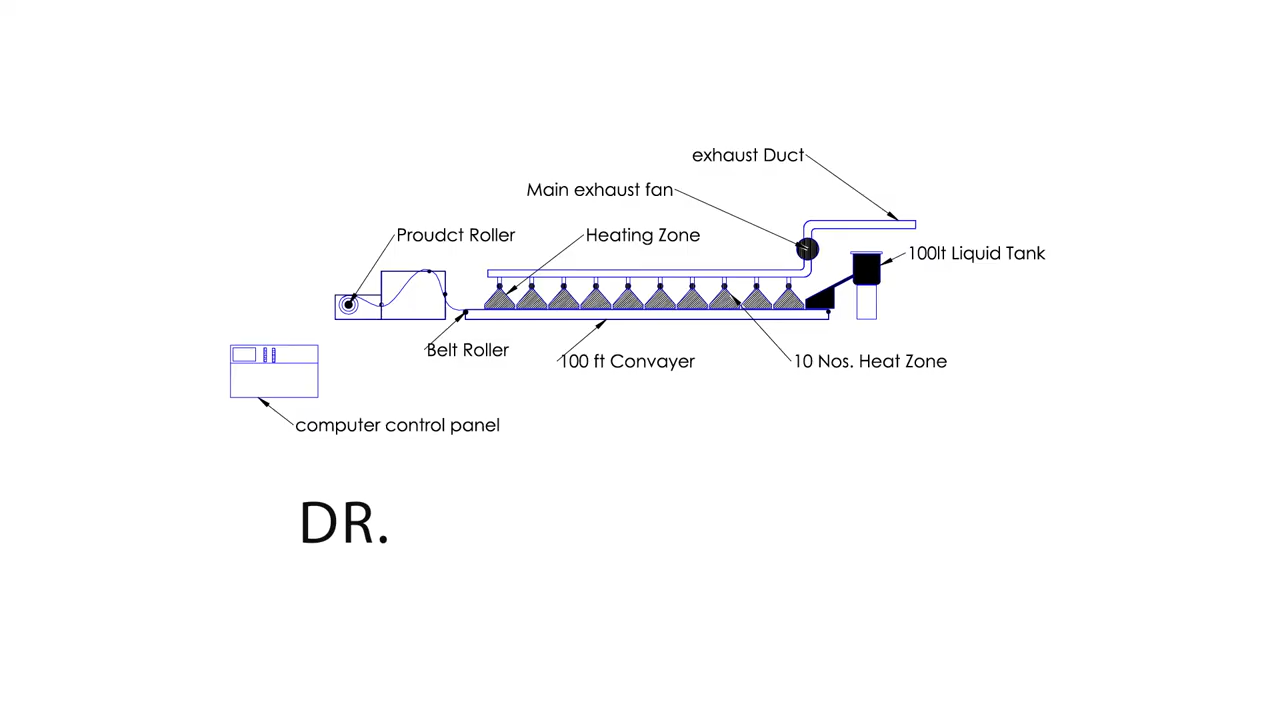 exhaust Duct
Main exhaust fan
Proudct Roller
Heating Zone
100lt Liquid Tank
Belt Roller
100 ft Convayer
10 Nos. Heat Zone
computer control panel
DR.